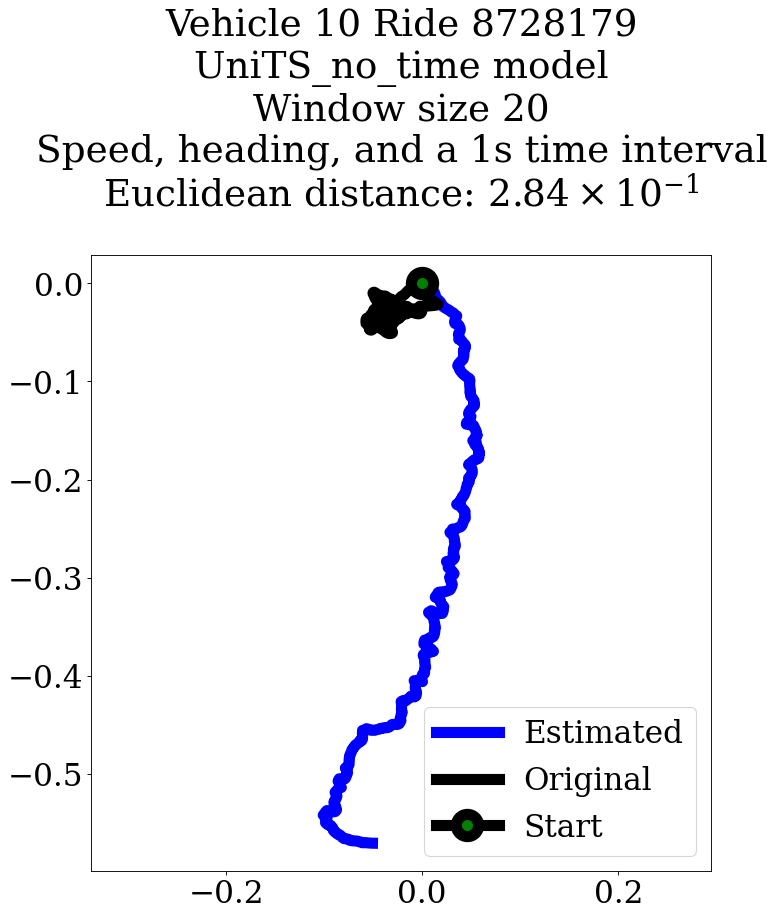 Vehicle 10 Ride 8728179
UniTS_no_time model
Window size 20
Speed, heading, and a 1s time interval
Euclidean distance: 2.84 × 10⁻¹
0.0
−0.1
−0.2
−0.3
−0.4
−0.5
Estimated
Original
Start
−0.2 0.0 0.2